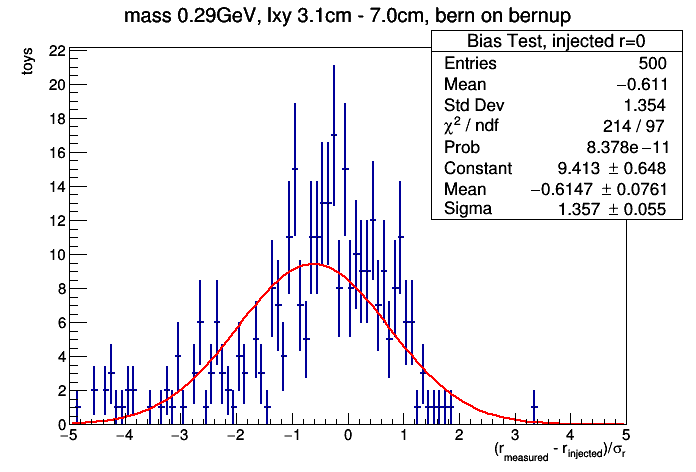 mass 0.29GeV, lxy 3.1cm - 7.0cm, bern on bernup
Bias Test, injected r=0
Entries 500
Mean −0.611
Std Dev 1.354
χ² / ndf 214 / 97
Prob 8.378e−11
Constant 9.413 ± 0.648
Mean −0.6147 ± 0.0761
Sigma 1.357 ± 0.055
toys
22
20
18
16
14
12
10
8
6
4
2
0
−5 −4 −3 −2 −1 0 1 2 3 4 5
(r_measured - r_injected)/σ_r